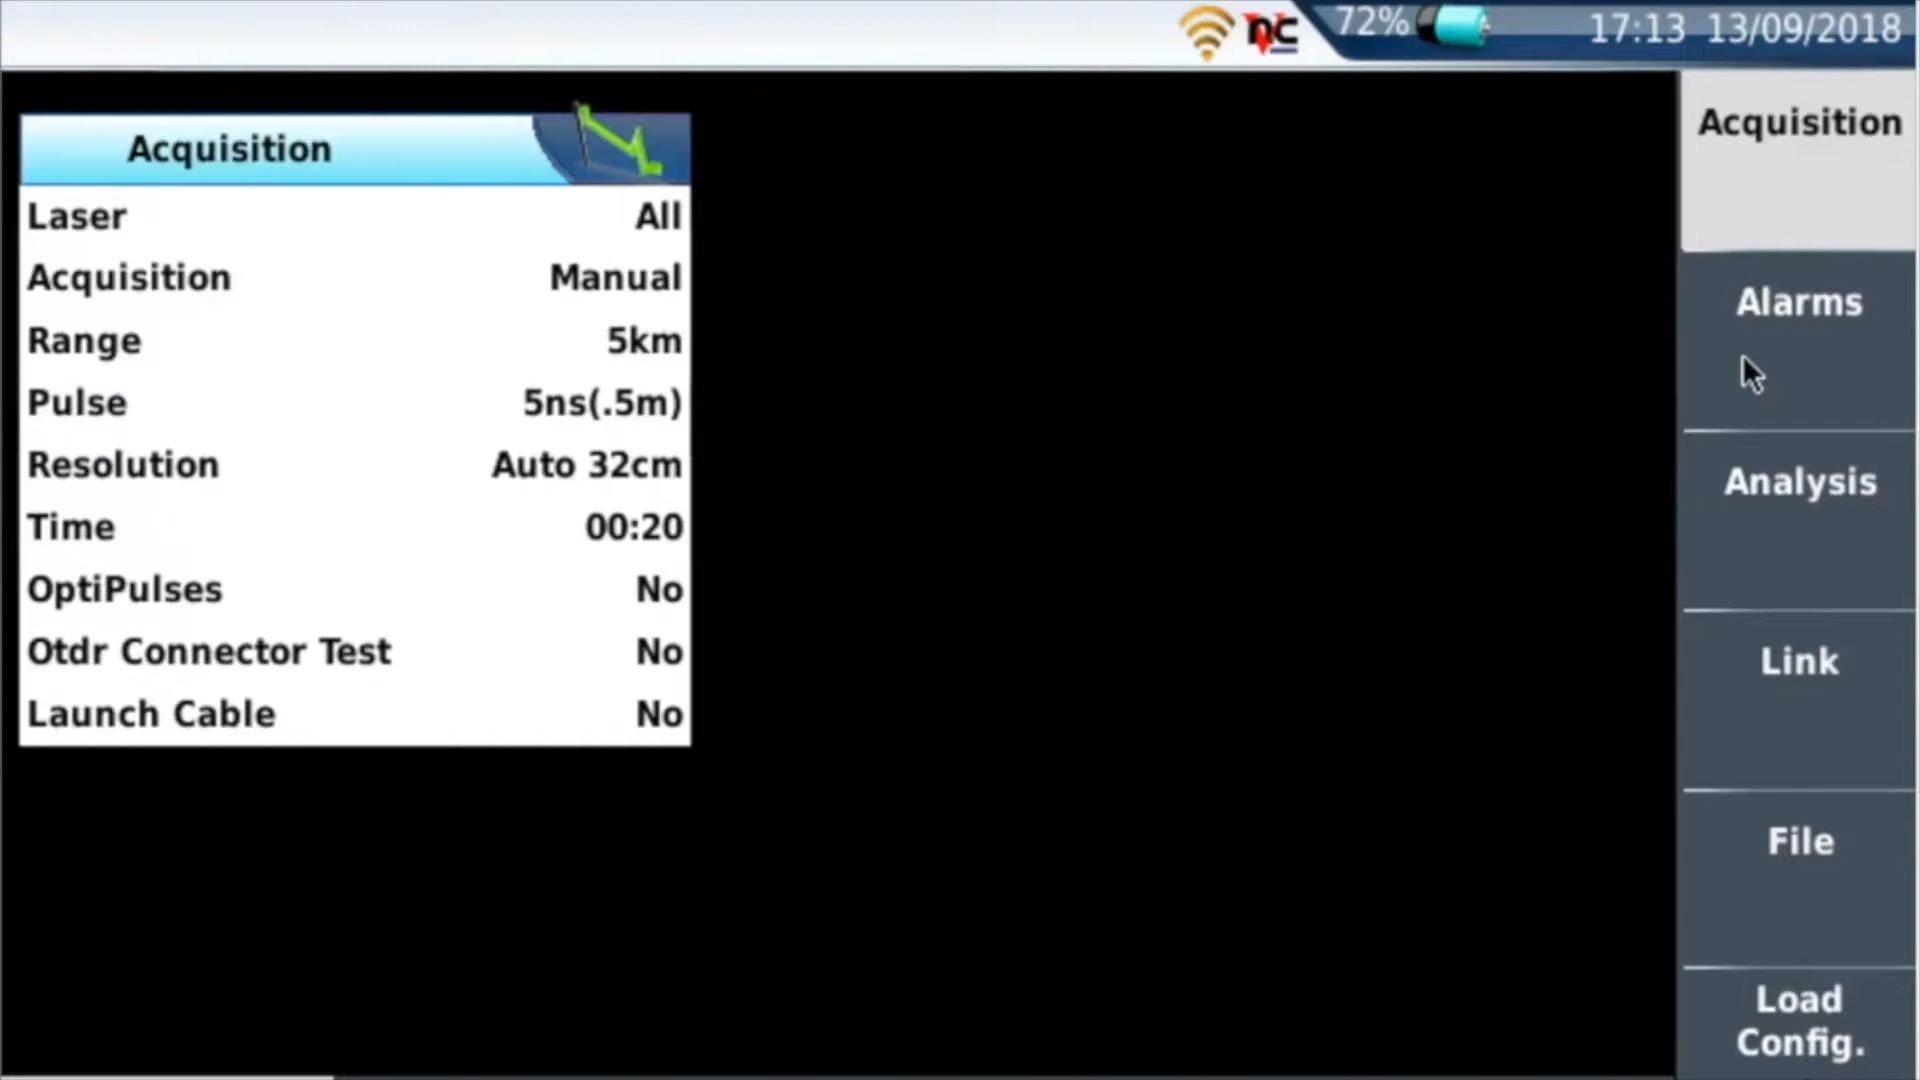 72% 17:13 13/09/2018
Acquisition
Laser All
Acquisition Manual
Range 5km
Pulse 5ns(.5m)
Resolution Auto 32cm
Time 00:20
OptiPulses No
Otdr Connector Test No
Launch Cable No
Acquisition
Alarms
Analysis
Link
File
Load
Config.